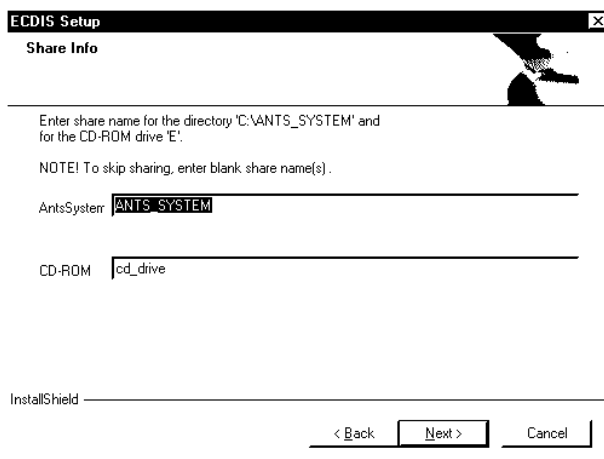 ECDIS Setup
Share Info
Enter share name for the directory 'C:\ANTS_SYSTEM' and
for the CD-ROM drive 'E'.
NOTE! To skip sharing, enter blank share name(s) .
AntsSystem ANTS_SYSTEM
CD-ROM cd_drive
InstallShield
< Back Next > Cancel